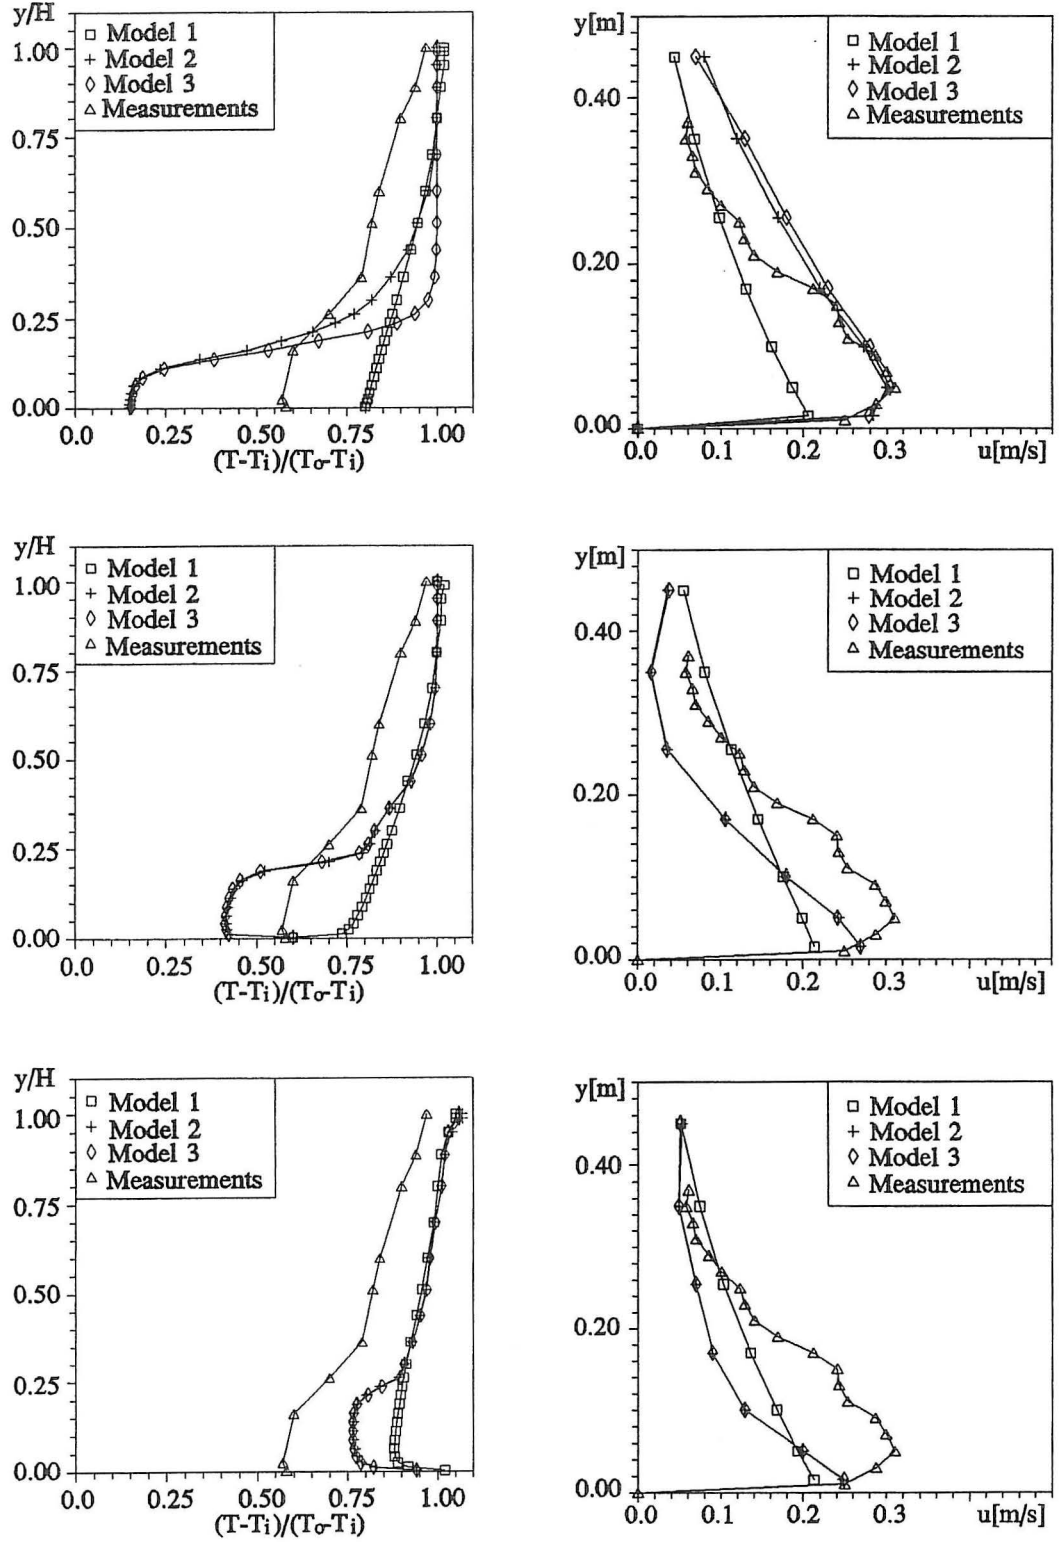 y/H
Model 1
Model 2
Model 3
Measurements
1.00
0.75
0.50
0.25
0.00
0.0 0.25 0.50 0.75 1.00
(T-Ti)/(To-Ti)
y[m]
Model 1
Model 2
Model 3
Measurements
0.40
0.20
0.00
0.0 0.1 0.2 0.3 u[m/s]
y/H
Model 1
Model 2
Model 3
Measurements
1.00
0.75
0.50
0.25
0.00
0.0 0.25 0.50 0.75 1.00
(T-Ti)/(To-Ti)
y[m]
Model 1
Model 2
Model 3
Measurements
0.40
0.20
0.00
0.0 0.1 0.2 0.3 u[m/s]
y/H
Model 1
Model 2
Model 3
Measurements
1.00
0.75
0.50
0.25
0.00
0.0 0.25 0.50 0.75 1.00
(T-Ti)/(To-Ti)
y[m]
Model 1
Model 2
Model 3
Measurements
0.40
0.20
0.00
0.0 0.1 0.2 0.3 u[m/s]